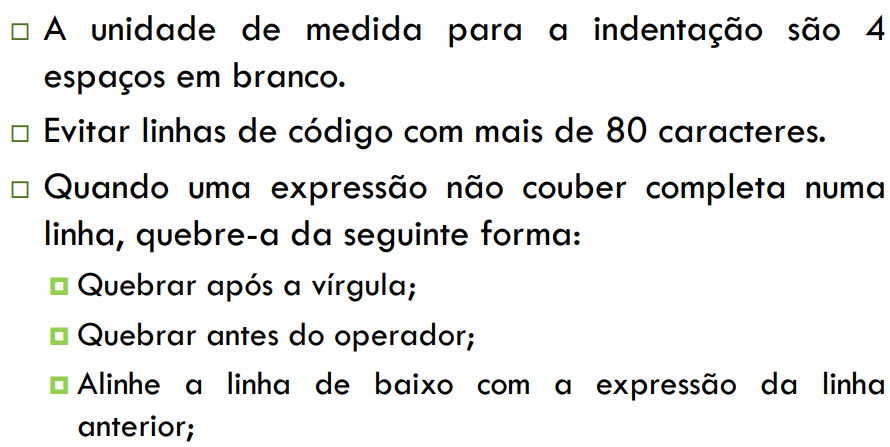 A unidade de medida para a indentação são 4
espaços em branco.
Evitar linhas de código com mais de 80 caracteres.
Quando uma expressão não couber completa numa
linha, quebre-a da seguinte forma:
Quebrar após a vírgula;
Quebrar antes do operador;
Alinhe a linha de baixo com a expressão da linha
anterior;